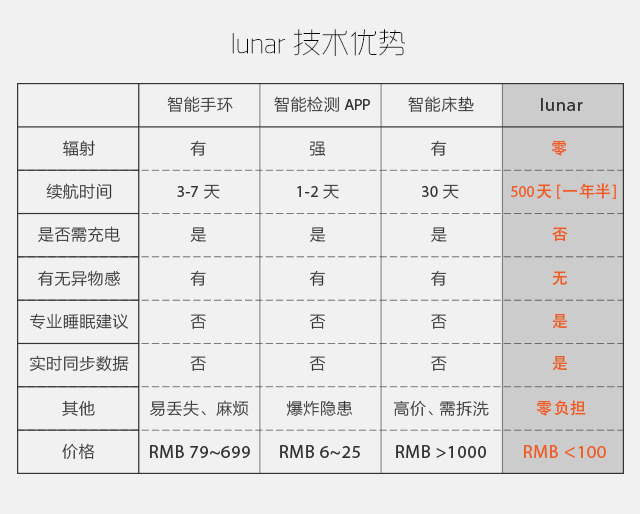 lunar 技术优势
智能手环 智能检测 APP 智能床垫 lunar
辐射 有 强 有 零
续航时间 3-7 天 1-2 天 30 天 500 天 [一年半]
是否需充电 是 是 是 否
有无异物感 有 有 有 无
专业睡眠建议 否 否 否 是
实时同步数据 否 否 否 是
其他 易丢失、麻烦 爆炸隐患 高价、需拆洗 零负担
价格 RMB 79~699 RMB 6~25 RMB >1000 RMB <100